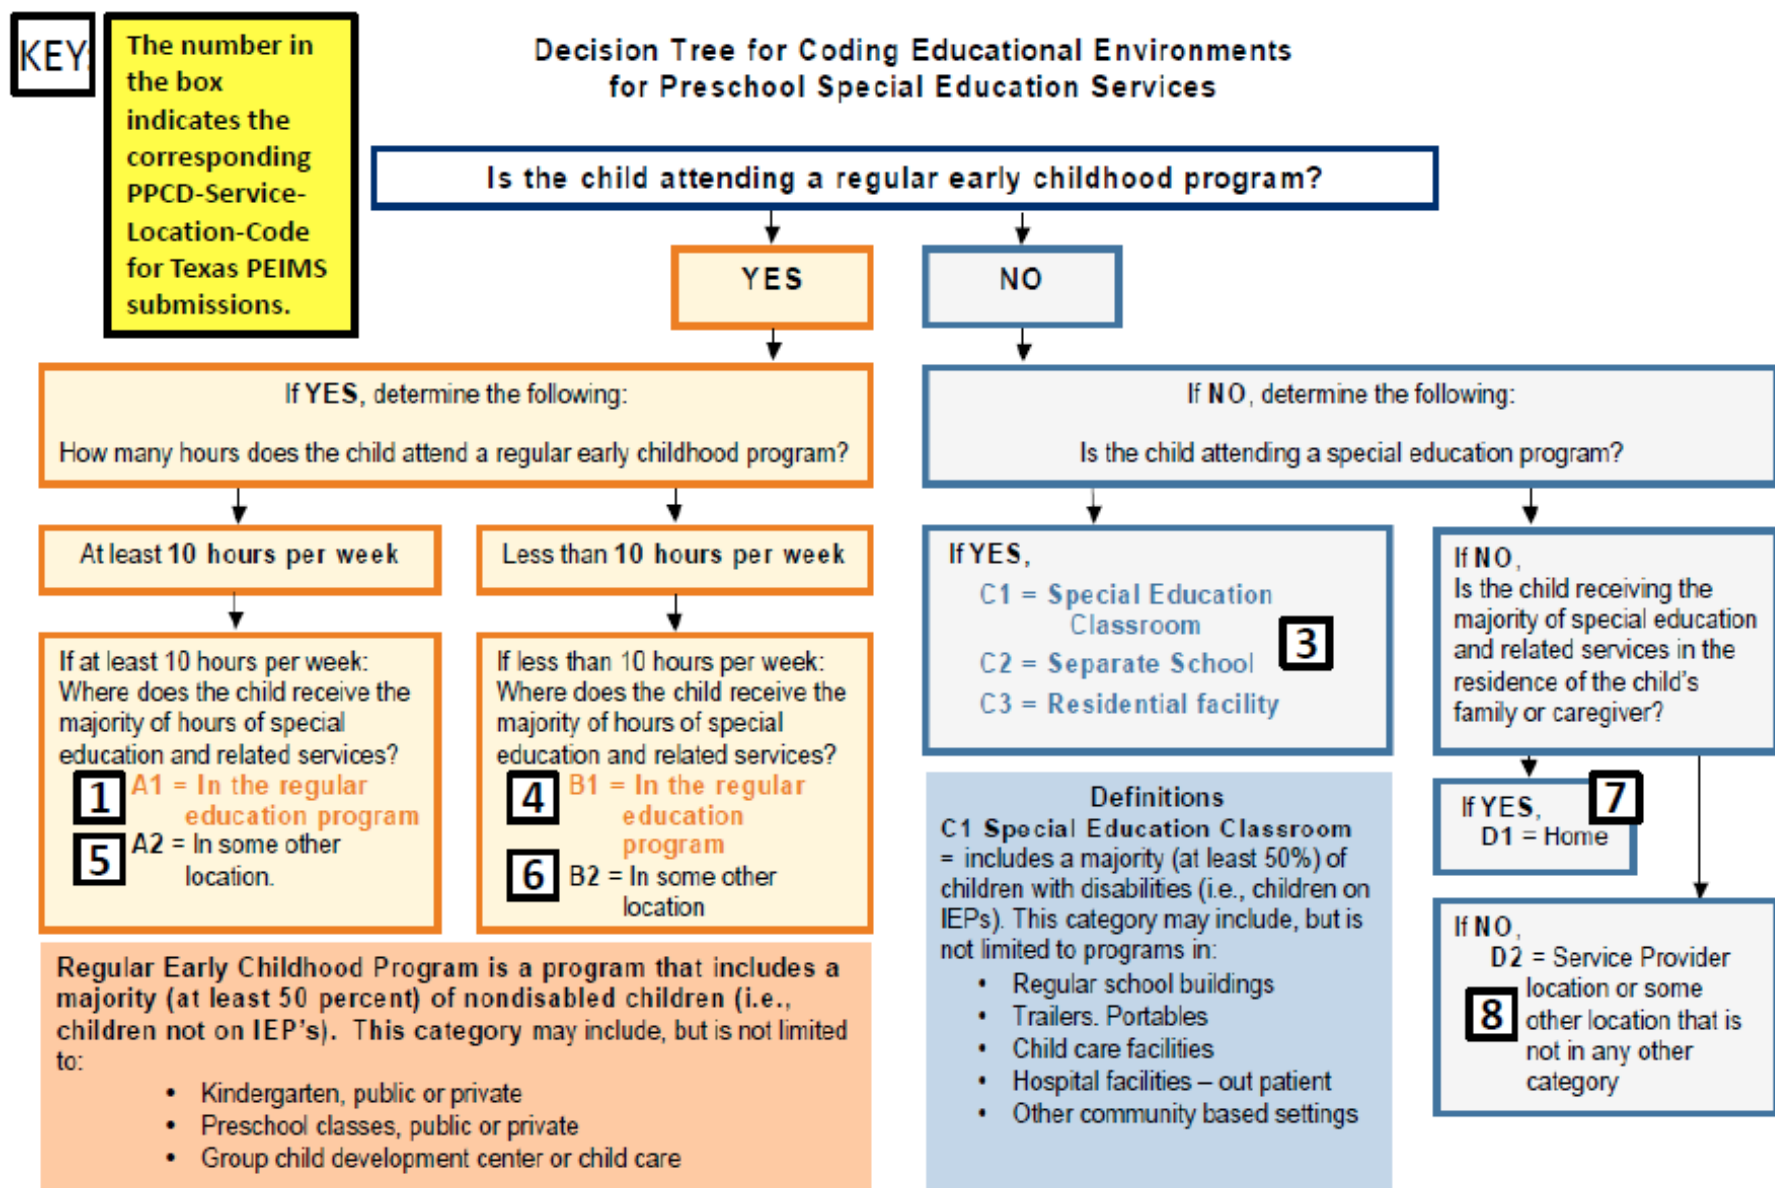 KEY:
The number in
the box
indicates the
corresponding
PPCD-Service-
Location-Code
for Texas PEIMS
submissions.
Decision Tree for Coding Educational Environments
for Preschool Special Education Services
Is the child attending a regular early childhood program?
YES
NO
If YES, determine the following:
How many hours does the child attend a regular early childhood program?
If NO, determine the following:
Is the child attending a special education program?
At least 10 hours per week
Less than 10 hours per week
If at least 10 hours per week:
Where does the child receive the
majority of hours of special
education and related services?
1 A1 = In the regular
education program
5 A2 = In some other
location.
If less than 10 hours per week:
Where does the child receive the
majority of hours of special
education and related services?
4 B1 = In the regular
education
program
6 B2 = In some other
location
If YES,
C1 = Special Education
Classroom
3
C2 = Separate School
C3 = Residential facility
If NO,
Is the child receiving the
majority of special education
and related services in the
residence of the child's
family or caregiver?
If YES, 7
D1 = Home
If NO,
D2 = Service Provider
location or some
8 other location that is
not in any other
category
Regular Early Childhood Program is a program that includes a
majority (at least 50 percent) of nondisabled children (i.e.,
children not on IEP's). This category may include, but is not limited
to:
• Kindergarten, public or private
• Preschool classes, public or private
• Group child development center or child care
Definitions
C1 Special Education Classroom
= includes a majority (at least 50%) of
children with disabilities (i.e., children on
IEPs). This category may include, but is
not limited to programs in:
• Regular school buildings
• Trailers. Portables
• Child care facilities
• Hospital facilities – out patient
• Other community based settings